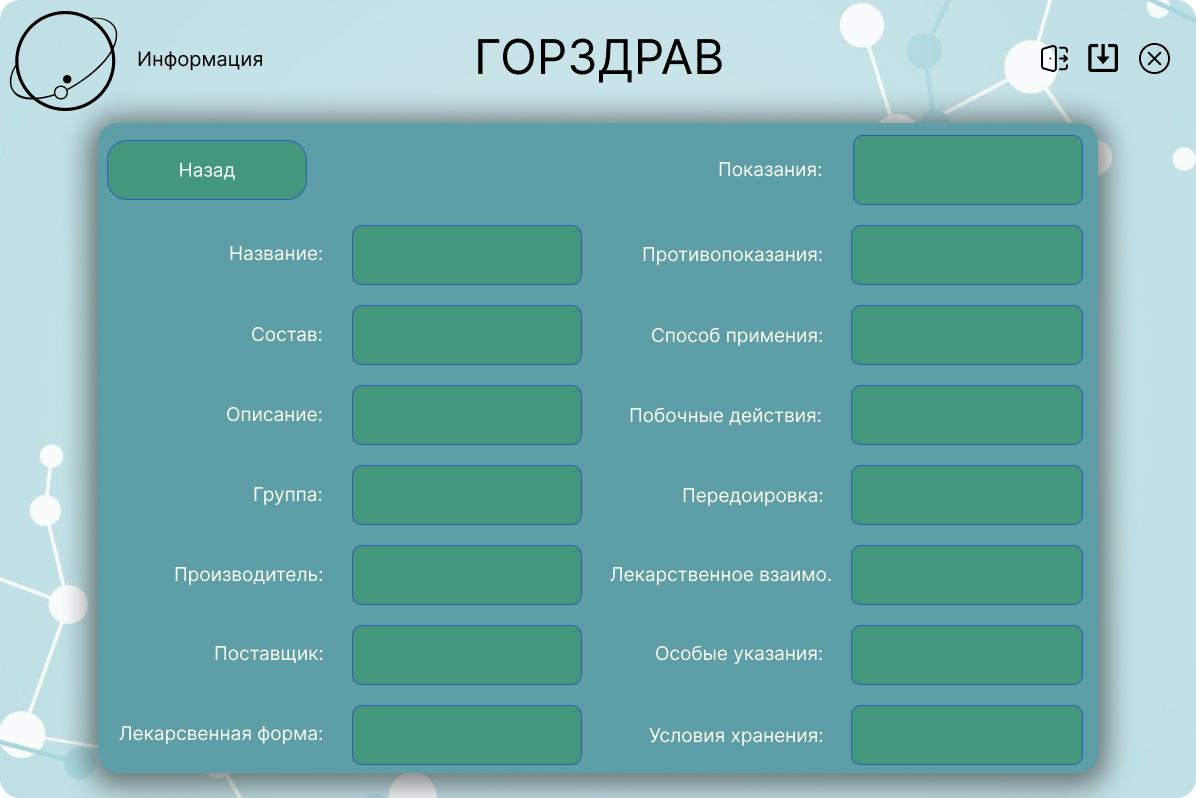 Информация
ГОРЗДРАВ
Назад
Показания:
Название:
Противопоказания:
Состав:
Способ примения:
Описание:
Побочные действия:
Группа:
Передоировка:
Производитель:
Лекарственное взаимо.
Поставщик:
Особые указания:
Лекарсвенная форма:
Условия хранения: